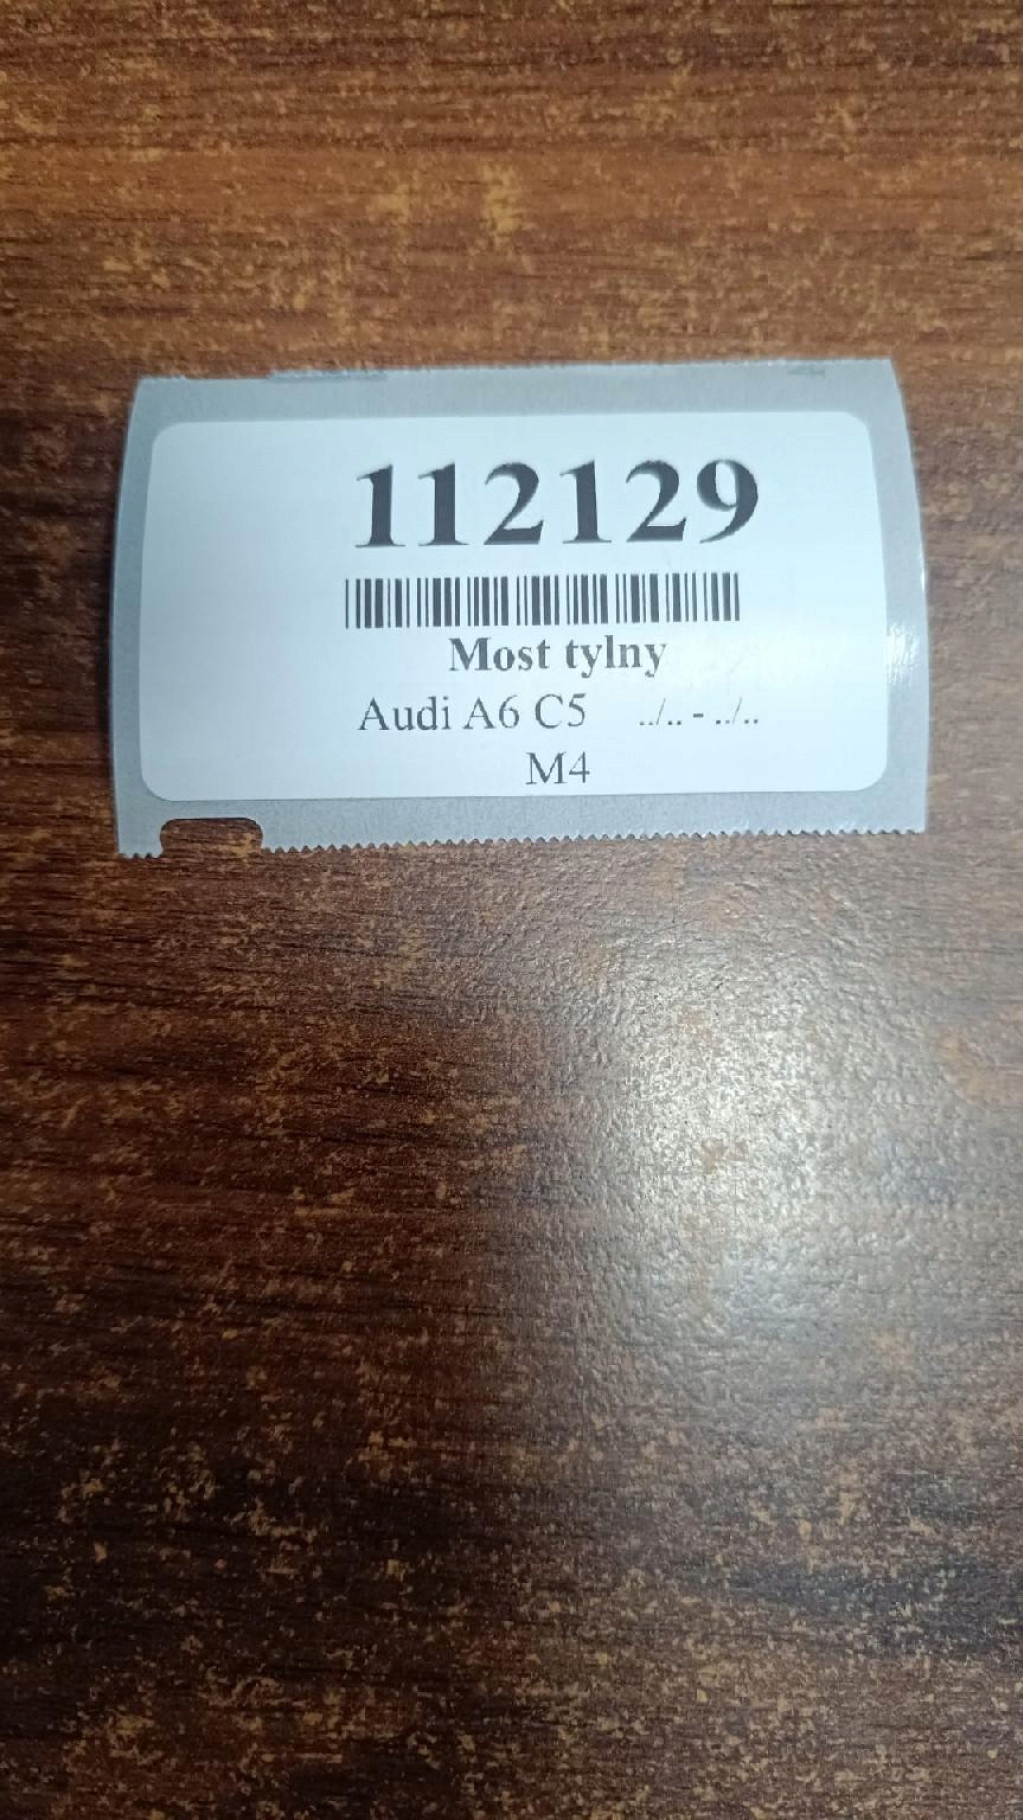 112129
Most tylny
Audi A6 C5 ../.. - ../..
M4